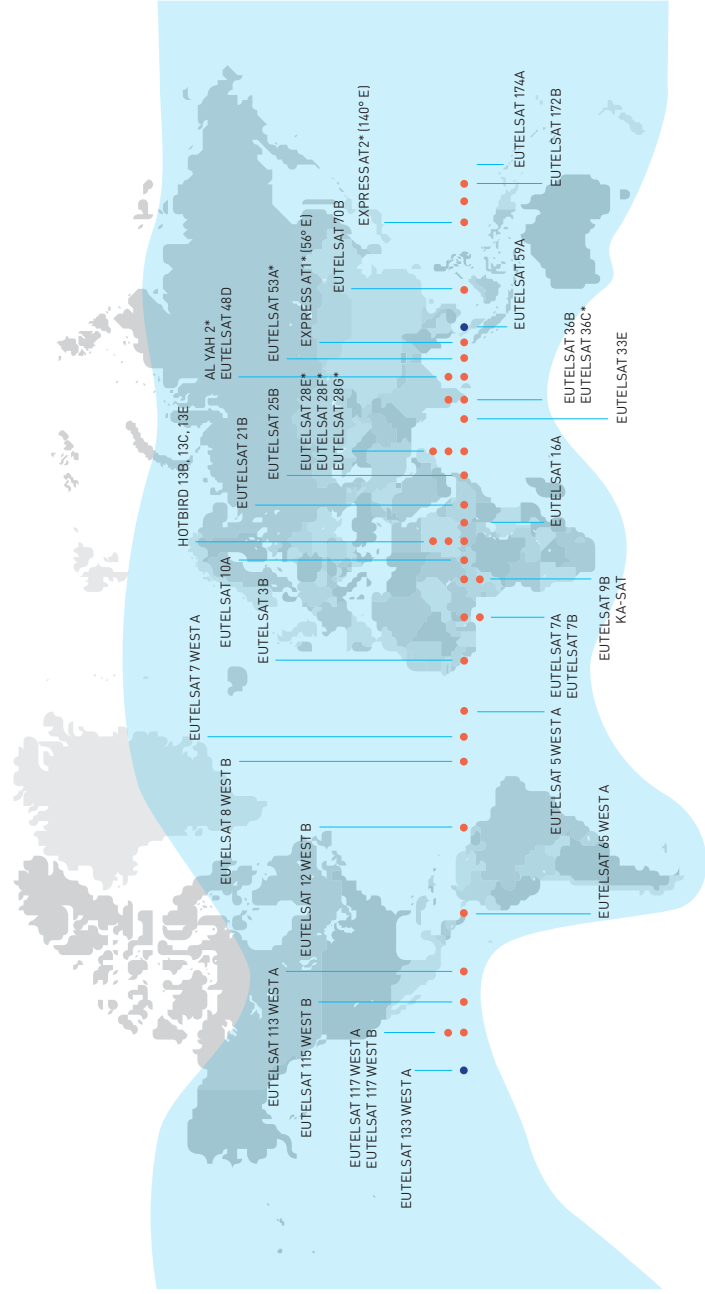 EUTELSAT 133 WEST A
EUTELSAT 117 WEST A
EUTELSAT 117 WEST B
EUTELSAT 115 WEST B
EUTELSAT 113 WEST A
EUTELSAT 12 WEST B
EUTELSAT 8 WEST B
EUTELSAT 7 WEST A
EUTELSAT 3B
EUTELSAT 10A
HOTBIRD 13B, 13C, 13E
EUTELSAT 21B
EUTELSAT 25B
EUTELSAT 28E*
EUTELSAT 28F*
EUTELSAT 28G*
AL YAH 2*
EUTELSAT 48D
EUTELSAT 53A*
EXPRESS AT1* (56° E)
EUTELSAT 70B
EXPRESS AT2* (140° E)
EUTELSAT 65 WEST A
EUTELSAT 5 WEST A
EUTELSAT 7A
EUTELSAT 7B
EUTELSAT 9B
KA-SAT
EUTELSAT 16A
EUTELSAT 33E
EUTELSAT 36B
EUTELSAT 36C*
EUTELSAT 59A
EUTELSAT 172B
EUTELSAT 174A